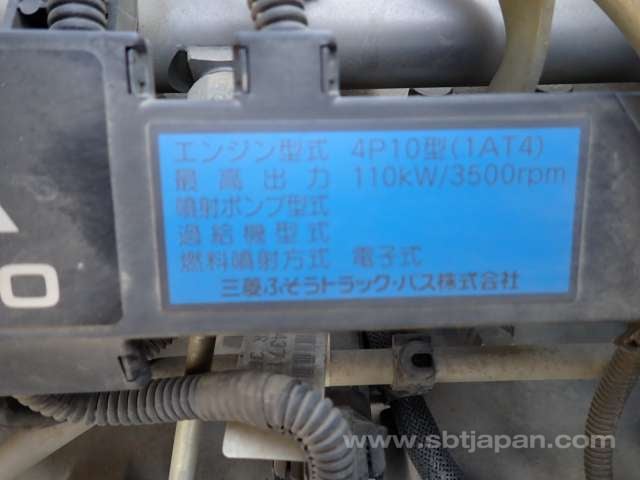 エンジン型式 4P10型(1AT4)
最高出力 110kW/3500rpm
噴射ポンプ型式
過給機型式
燃料噴射方式 電子式
三菱ふそうトラック・バス株式会社
www.sbtjapan.com